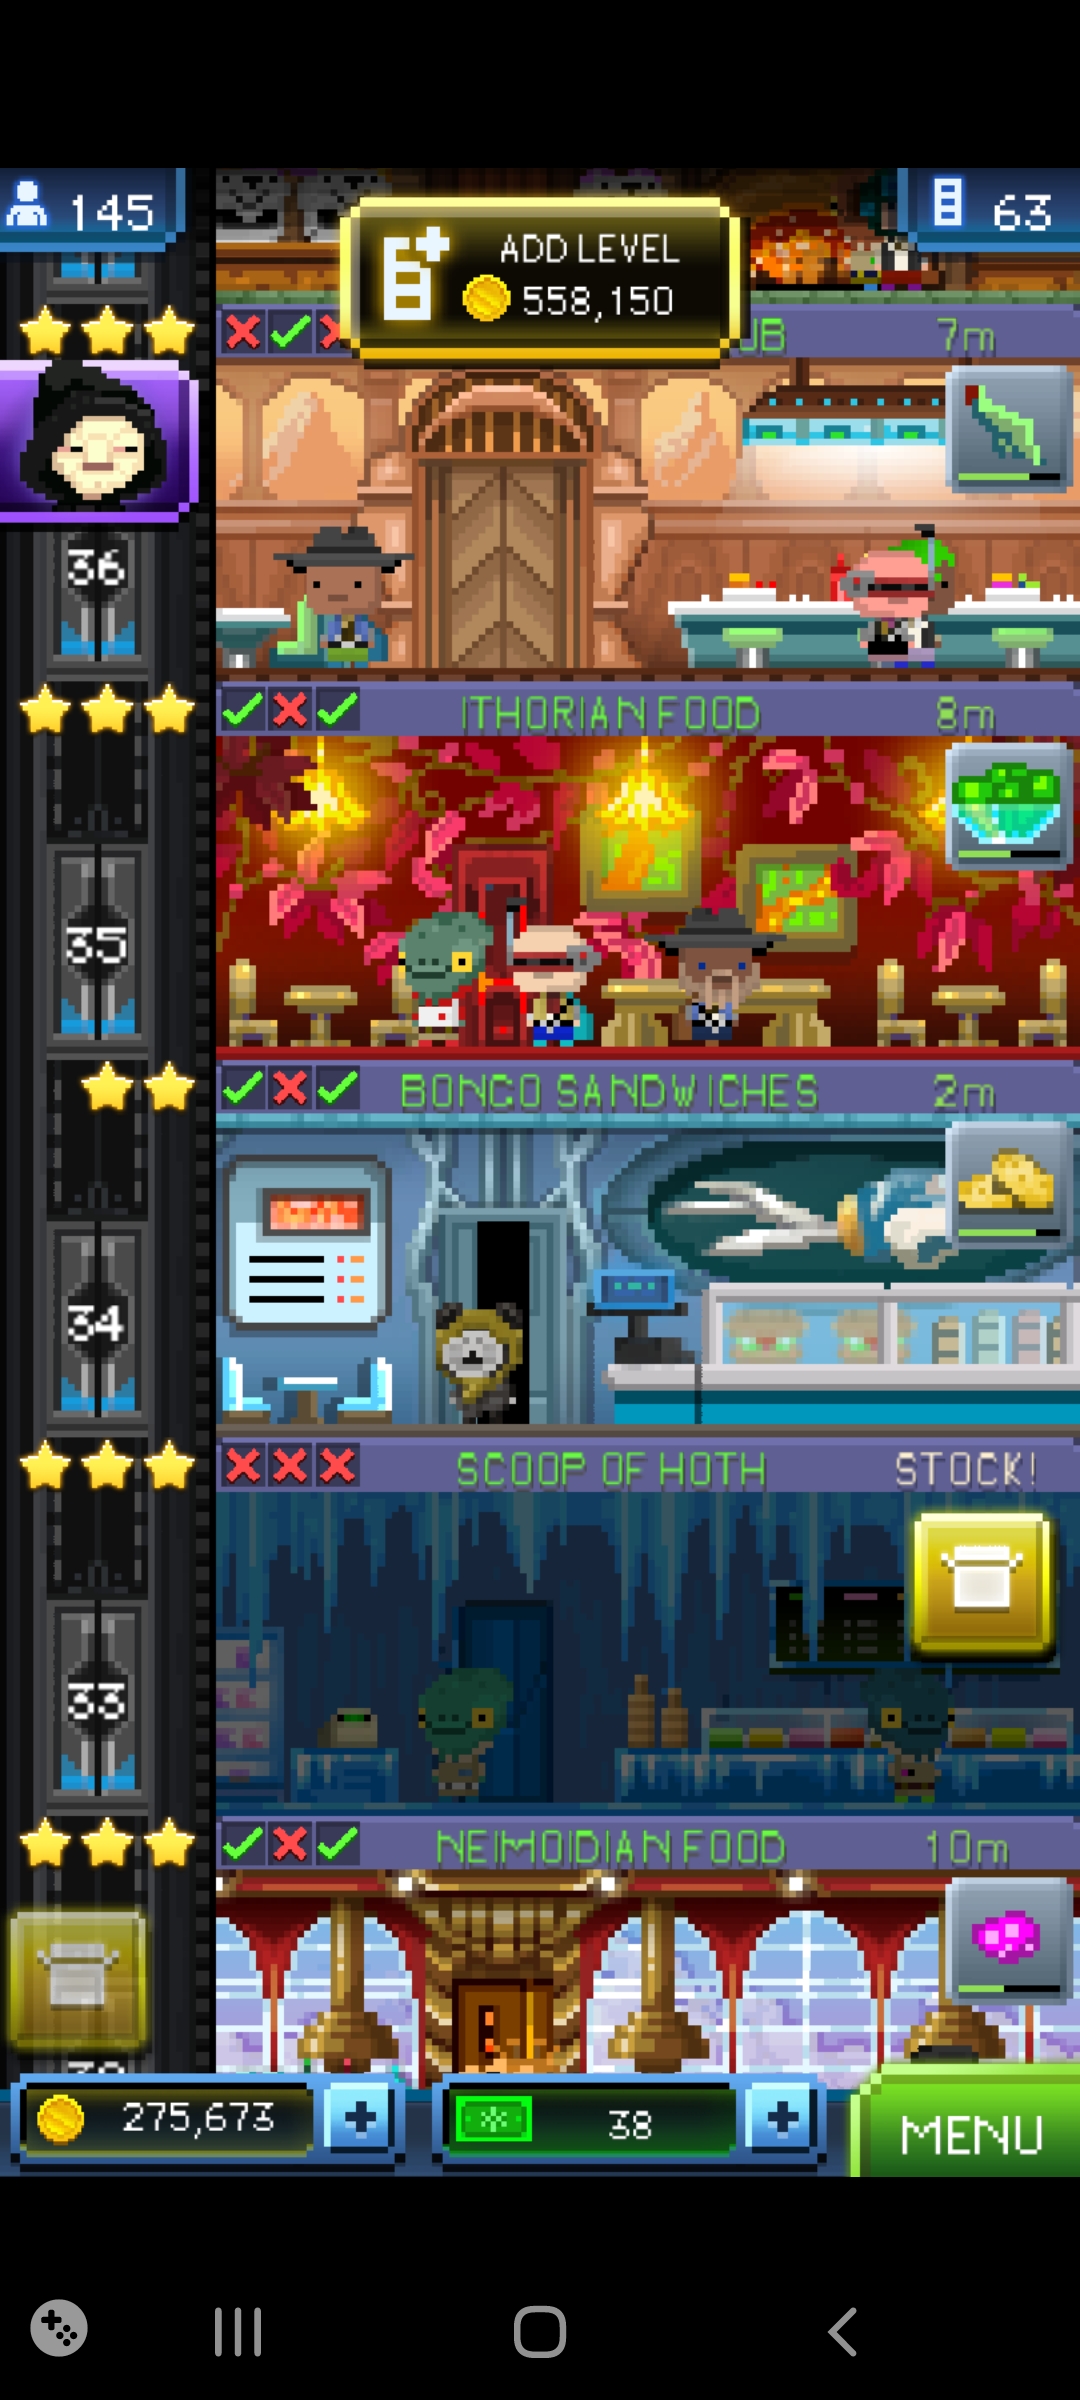 145
63
ADD LEVEL
558,150
7m
36
ITHORIAN FOOD 8m
35
BONGO SANDWICHES 2m
34
SCOOP OF HOTH STOCK!
33
NEIMOIDIAN FOOD 10m
275,673
38
MENU